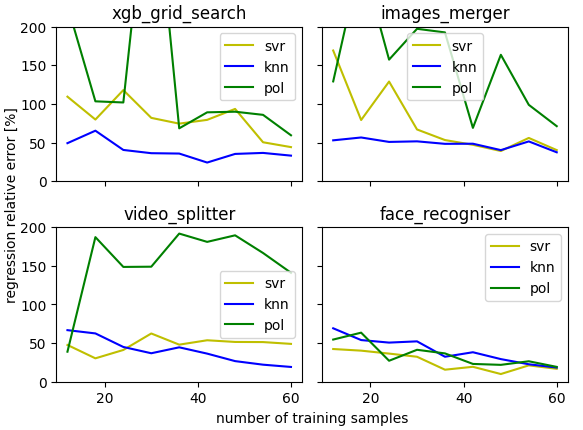 xgb_grid_search
images_merger
200
150
100
50
0
svr
knn
pol
svr
knn
pol
regression relative error [%]
video_splitter
face_recogniser
200
150
100
50
0
svr
knn
pol
svr
knn
pol
20
40
60
20
40
60
number of training samples